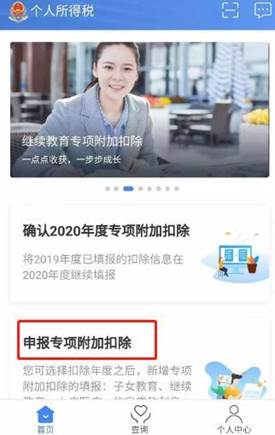 个人所得税
继续教育专项附加扣除
一点点收获，一步步成长
确认2020年度专项附加扣除
将2019年度已填报的扣除信息在
2020年度继续填报
申报专项附加扣除
您可选择扣除年度之后，新增专项
附加扣除的填报：子女教育、继续
首页
查询
个人中心